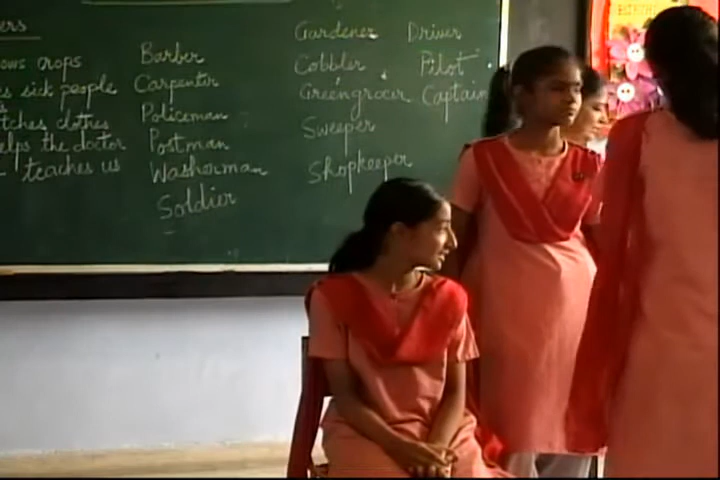 ers
ows crops
es sick people
tches clothes
elps the doctor
teaches us
Barber
Carpenter
Policeman
Postman
Washerman
Soldier
Gardener
Cobbler
Greengrocer
Sweeper
Shopkeeper
Driver
Pilot
Captain